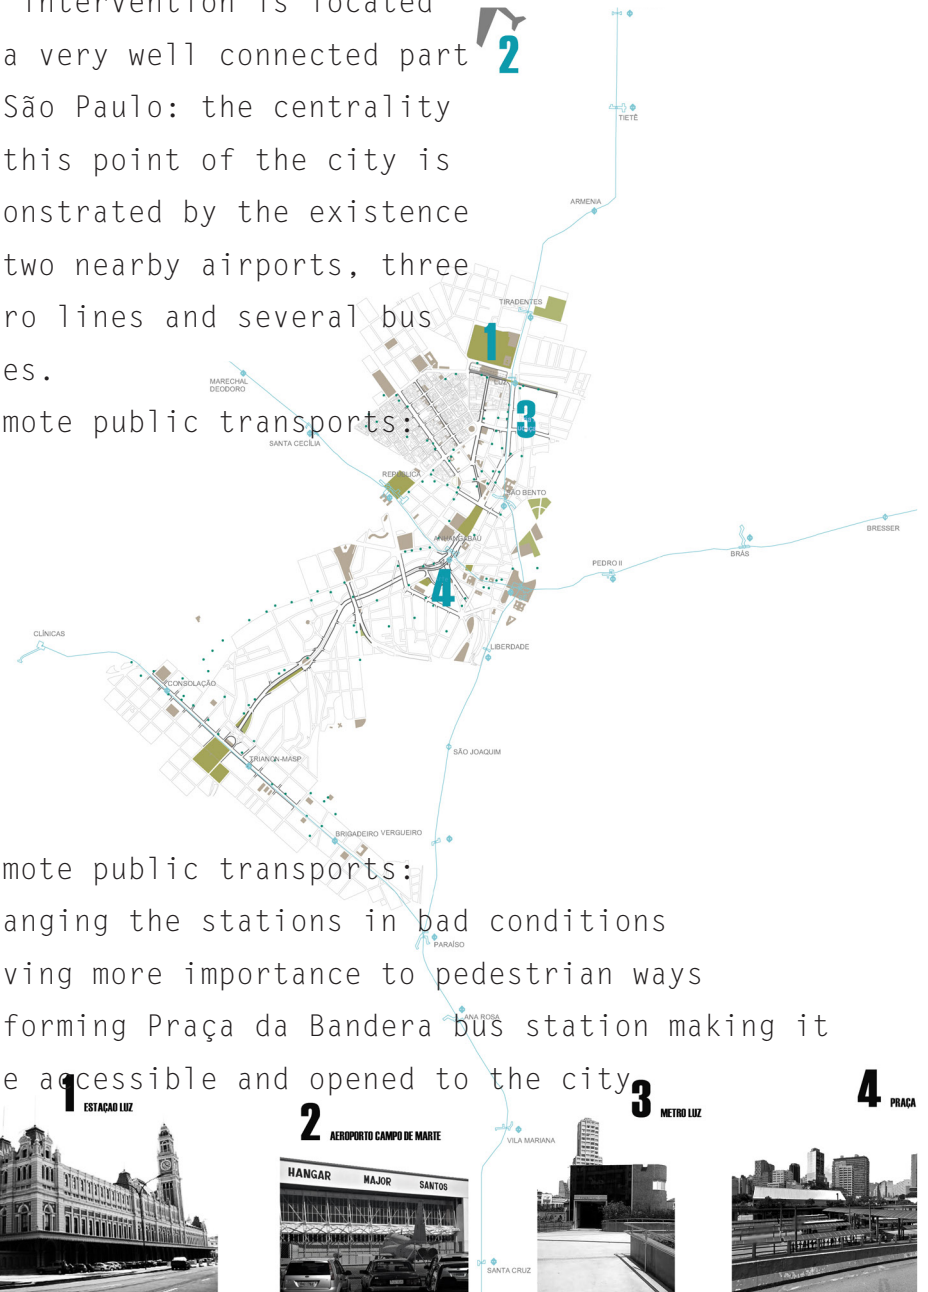 intervention is located
a very well connected part
São Paulo: the centrality
this point of the city is
onstrated by the existence
two nearby airports, three
ro lines and several bus
es.
mote public transports:
2
TIETÊ
ARMENIA
TIRADENTES
1
LUZ
3
MARECHAL
DEODORO
SANTA CECÍLIA
REPÚBLICA
SÃO BENTO
ANHANGABAÚ
4
BRESSER
BRÁS
PEDRO II
LIBERDADE
CLÍNICAS
CONSOLAÇÃO
TRIANON-MASP
SÃO JOAQUIM
BRIGADEIRO
VERGUEIRO
mote public transports:
anging the stations in bad conditions
PARAÍSO
ving more importance to pedestrian ways
ANA ROSA
forming Praça da Bandera bus station making it
e accessible and opened to the city
1 ESTAÇAO LUZ
2 AEROPORTO CAMPO DE MARTE
3 METRO LUZ
4 PRAÇA
VILA MARIANA
HANGAR MAJOR SANTOS
SANTA CRUZ